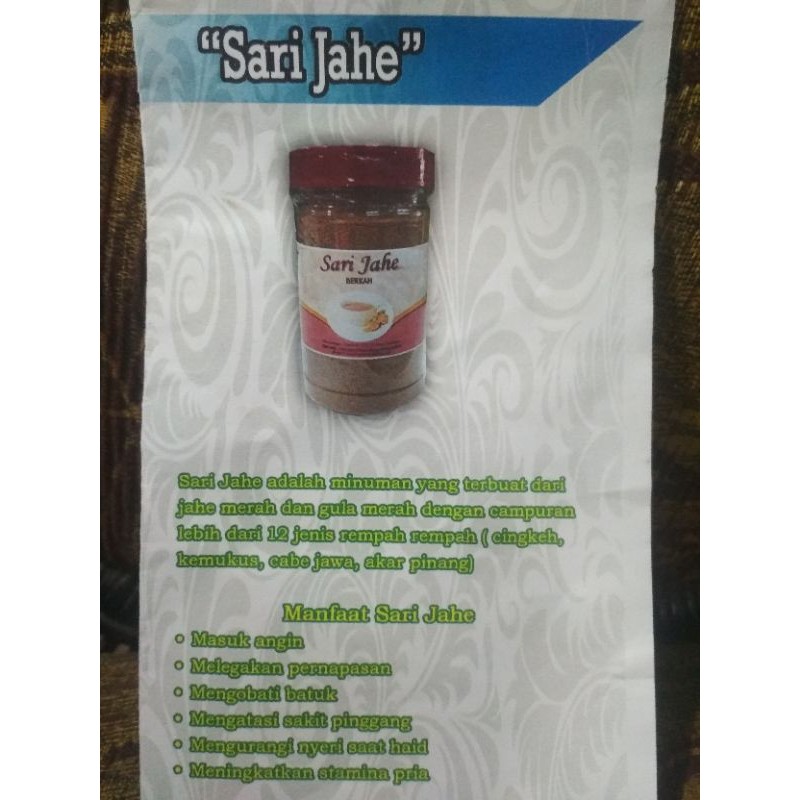 “Sari Jahe”
Sari Jahe
BERKAH
Sari Jahe adalah minuman yang terbuat dari
jahe merah dan gula merah dengan campuran
lebih dari 12 jenis rempah rempah ( cingkeh,
kemukus, cabe jawa, akar pinang)
Manfaat Sari Jahe
• Masuk angin
• Melegakan pernapasan
• Mengobati batuk
• Mengatasi sakit pinggang
• Mengurangi nyeri saat haid
• Meningkatkan stamina pria